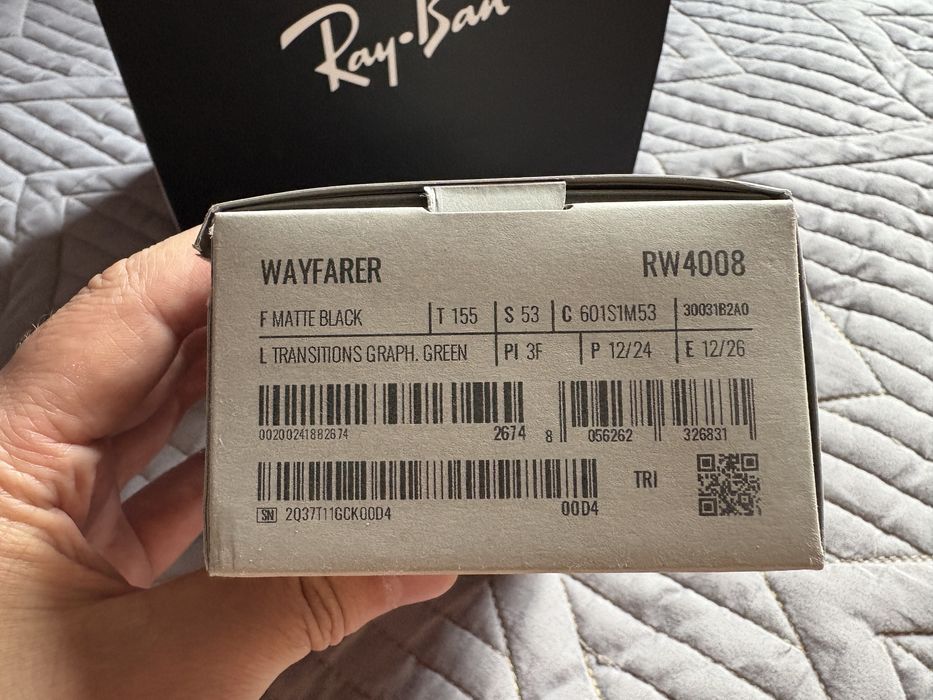 Ray-Ban
WAYFARER RW4008
F MATTE BLACK T 155 S 53 C 601S1M53 30031B2A0
L TRANSITIONS GRAPH. GREEN PI 3F P 12/24 E 12/26
00200241882674 2674 8 056262 326831
TRI
SN 2Q37T11GCK00D4 00D4